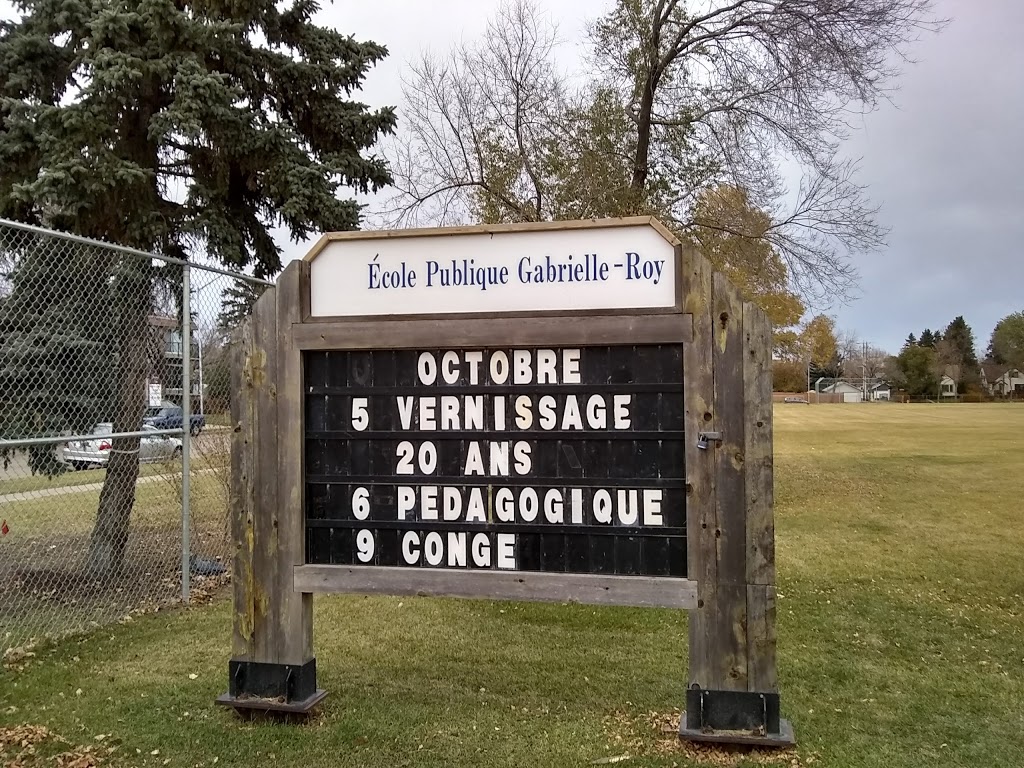 École Publique Gabrielle-Roy
OCTOBRE
5 VERNISSAGE
20 ANS
6 PEDAGOGIQUE
9 CONGE